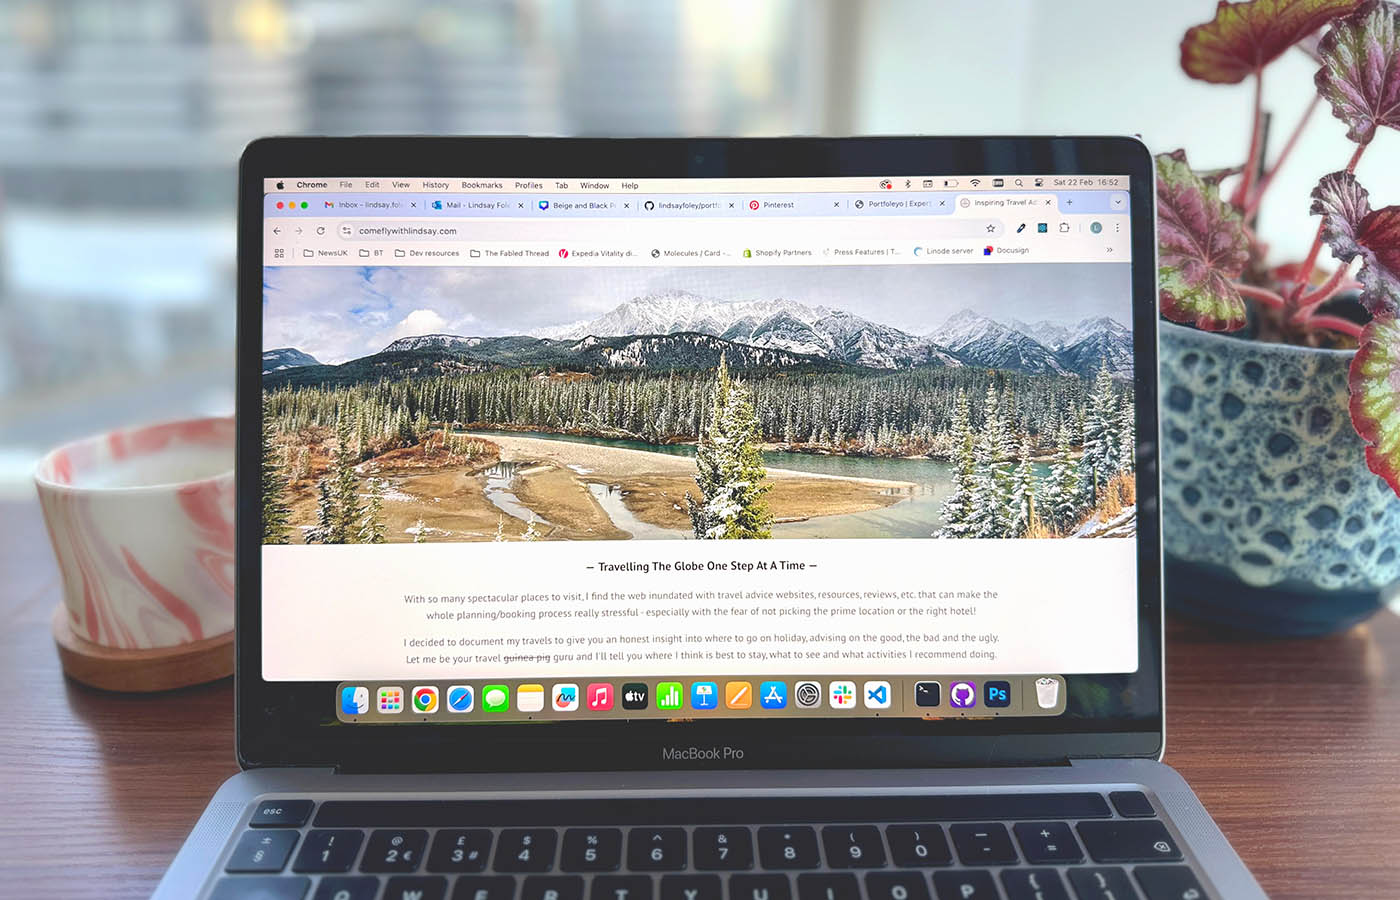 Chrome File Edit View History Bookmarks Profiles Tab Window Help Sat 22 Feb 16:52
Inbox - lindsay.fol Mail - Lindsay Fole Beige and Black P lindsayfoley/portfo Pinterest Portfoleyo | Expert Inspiring Travel Ad
comeflywithlindsay.com
NewsUK BT Dev resources The Fabled Thread Expedia Vitality di... Molecules / Card -... Shopify Partners Press Features | T... Linode server Docusign
— Travelling The Globe One Step At A Time —
With so many spectacular places to visit, I find the web inundated with travel advice websites, resources, reviews, etc. that can make the
whole planning/booking process really stressful - especially with the fear of not picking the prime location or the right hotel!
I decided to document my travels to give you an honest insight into where to go on holiday, advising on the good, the bad and the ugly.
Let me be your travel guinea pig guru and I'll tell you where I think is best to stay, what to see and what activities I recommend doing.
tv Ps
MacBook Pro
esc
± ! @ £ $ % ^ & * ( ) _ +
§ 1 2 € 3 # 4 5 6 7 8 9 0 - =
Q W E R T Y U I O P { }